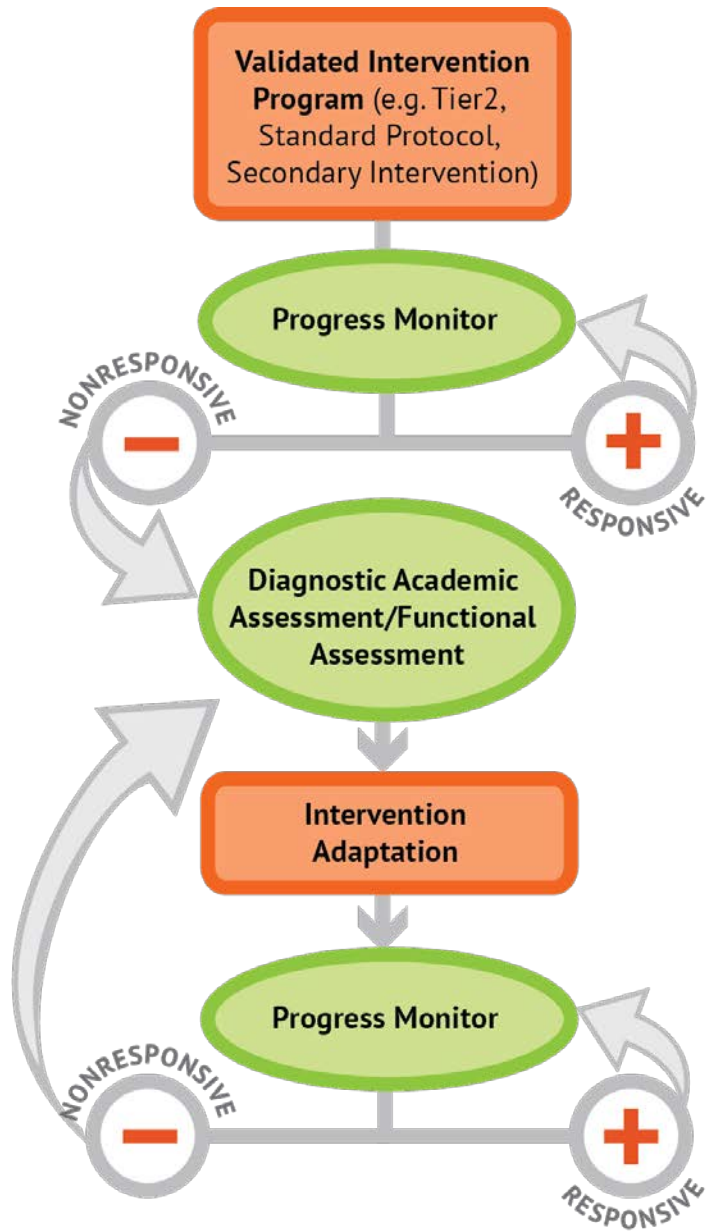 Validated Intervention
Program (e.g. Tier2,
Standard Protocol,
Secondary Intervention)
Progress Monitor
NONRESPONSIVE
RESPONSIVE
Diagnostic Academic
Assessment/Functional
Assessment
Intervention
Adaptation
Progress Monitor
NONRESPONSIVE
RESPONSIVE